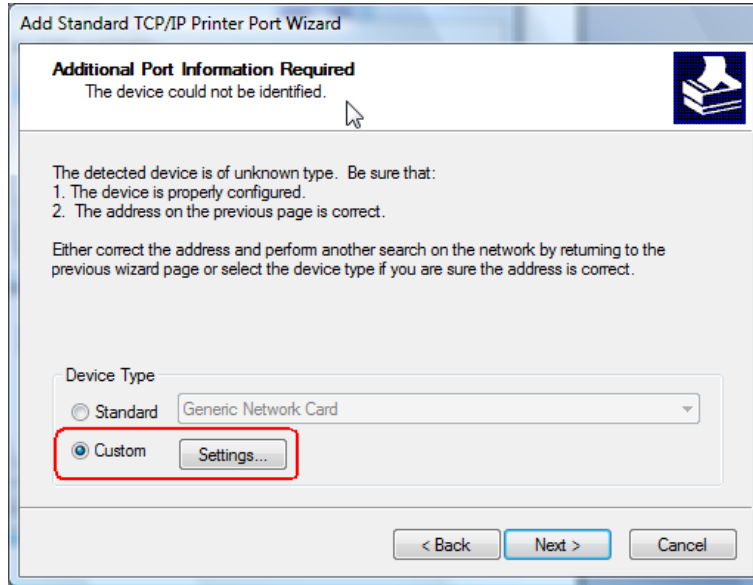 Add Standard TCP/IP Printer Port Wizard
Additional Port Information Required
The device could not be identified.
The detected device is of unknown type.  Be sure that:
1. The device is properly configured.
2.  The address on the previous page is correct.
Either correct the address and perform another search on the network by returning to the
previous wizard page or select the device type if you are sure the address is correct.
Device Type
Standard
Generic Network Card
Custom
Settings...
< Back
Next >
Cancel